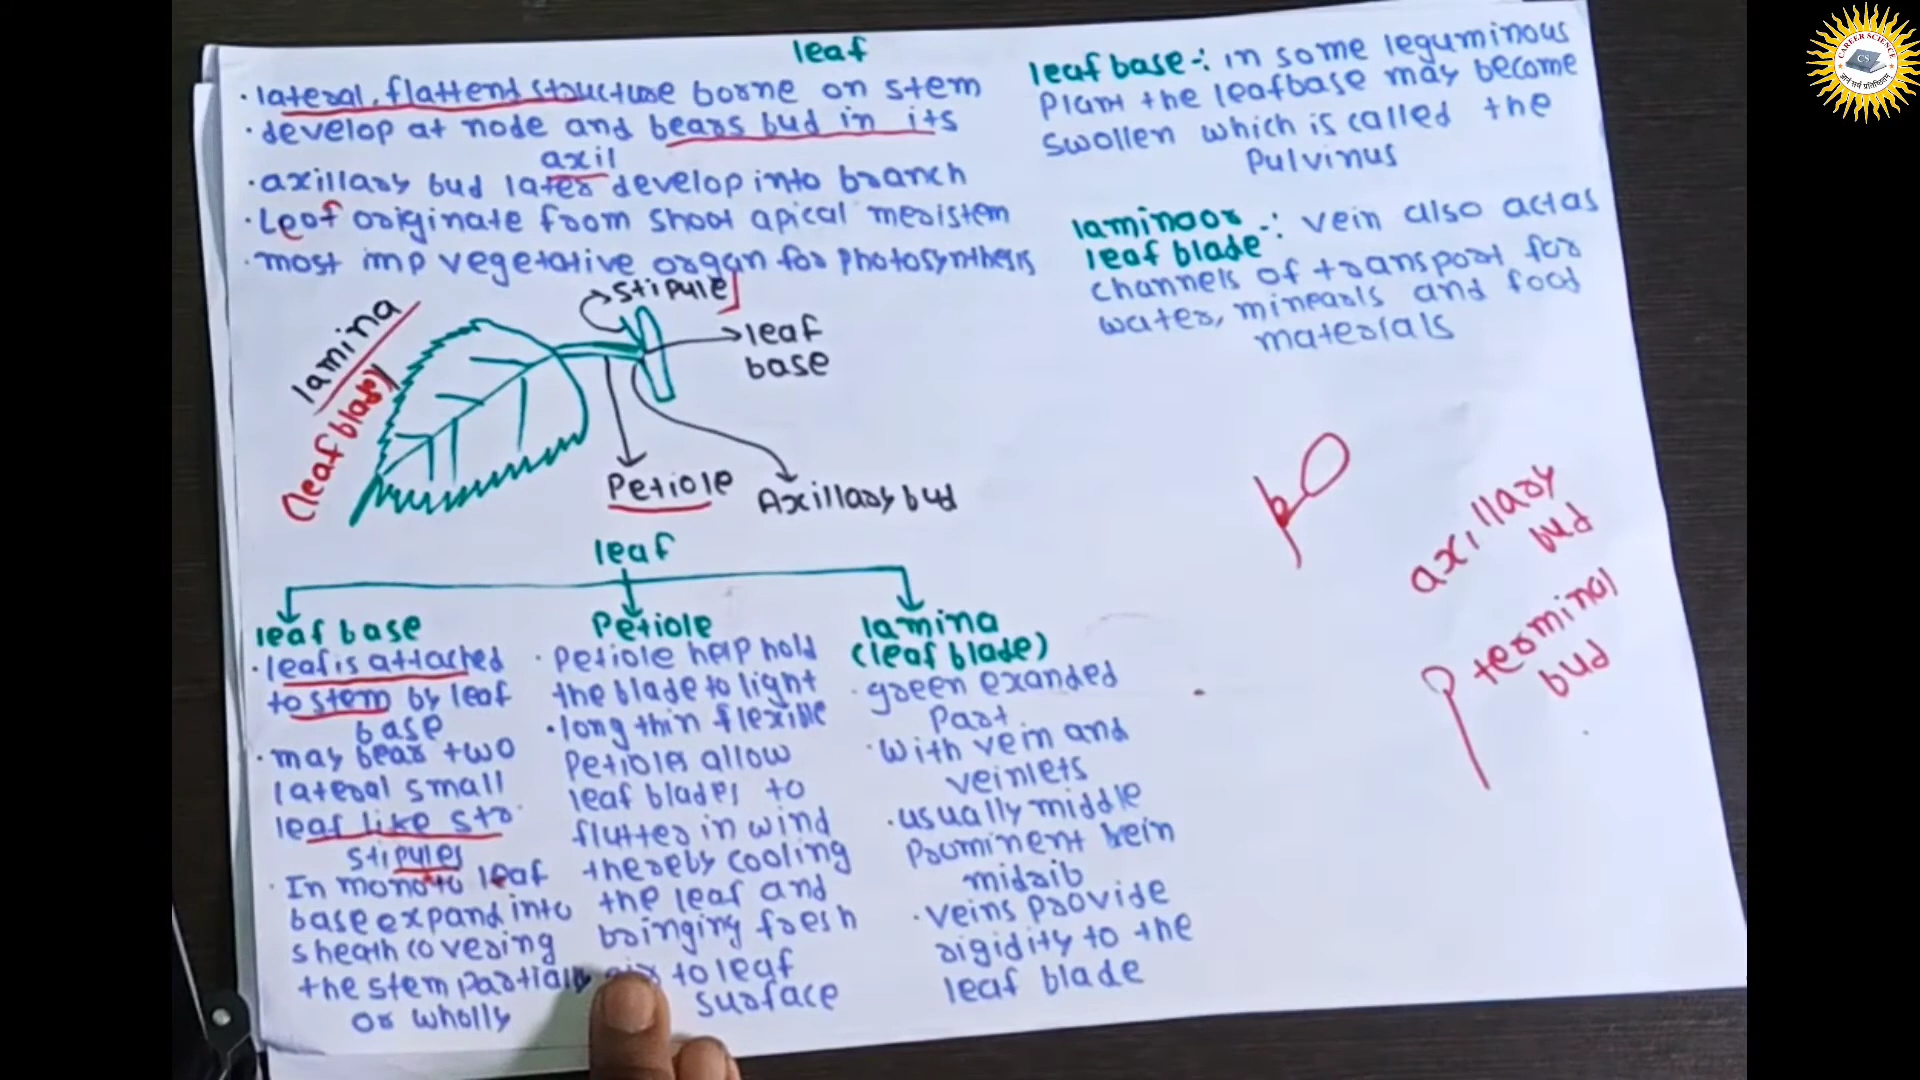 leaf
• lateral, flattend structure borne on stem
• develop at node and bears bud in its
axil
• axillary bud later develop into branch
• Leaf originate from shoot apical meristem
• most imp vegetative organ for photosynthesis
stipule
lamina
(leaf blade)
leaf
base
Petiole
Axillary bud
leaf
leaf base
• leaf is attached
to stem by leaf
base
• may bear two
lateral small
leaf like str
stipules
• In monoto leaf
base expand into
sheath covering
the stem partially
or wholly
Petiole
• Petiole help hold
the blade to light
• long thin flexible
Petioles allow
leaf blades to
flutter in wind
thereby cooling
the leaf and
bringing fresh
air to leaf
surface
lamina
(leaf blade)
• green exanded
Part
• with vein and
veinlets
• usually middle
Prominent vein
midrib
• veins provide
rigidity to the
leaf blade
leaf base -: in some leguminous
Plant the leafbase may become
swollen which is called the
Pulvinus
lamina or
leaf blade -: vein also act as
channels of transport for
water, minearls and food
materials
axillary
bud
terminal
bud
CAREER SCIENCE
CS